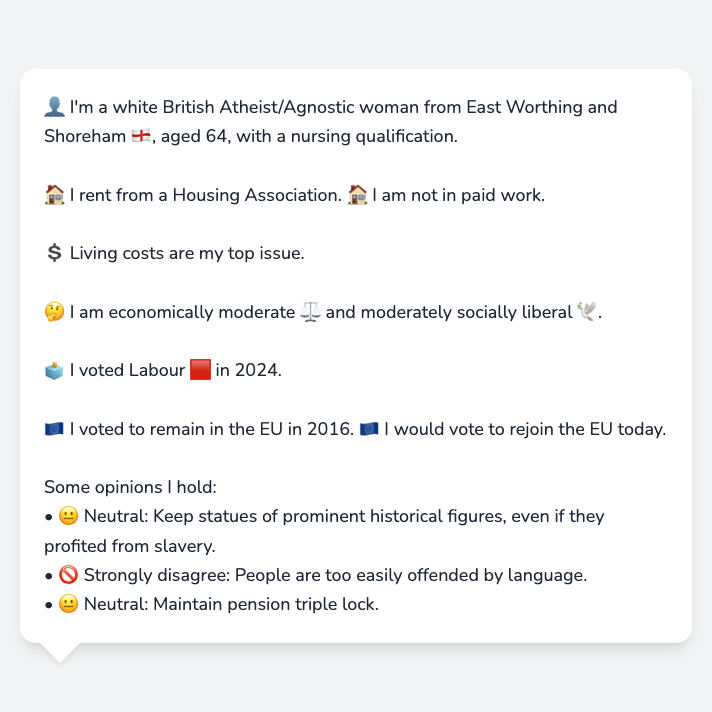 👤 I'm a white British Atheist/Agnostic woman from East Worthing and
Shoreham 🏴󠁧󠁢󠁥󠁮󠁧󠁿, aged 64, with a nursing qualification.
🏠 I rent from a Housing Association. 🏠 I am not in paid work.
💲 Living costs are my top issue.
🤔 I am economically moderate ⚖️ and moderately socially liberal 🕊️.
🗳️ I voted Labour 🟥 in 2024.
🇪🇺 I voted to remain in the EU in 2016. 🇪🇺 I would vote to rejoin the EU today.
Some opinions I hold:
• 😐 Neutral: Keep statues of prominent historical figures, even if they
profited from slavery.
• 🚫 Strongly disagree: People are too easily offended by language.
• 😐 Neutral: Maintain pension triple lock.